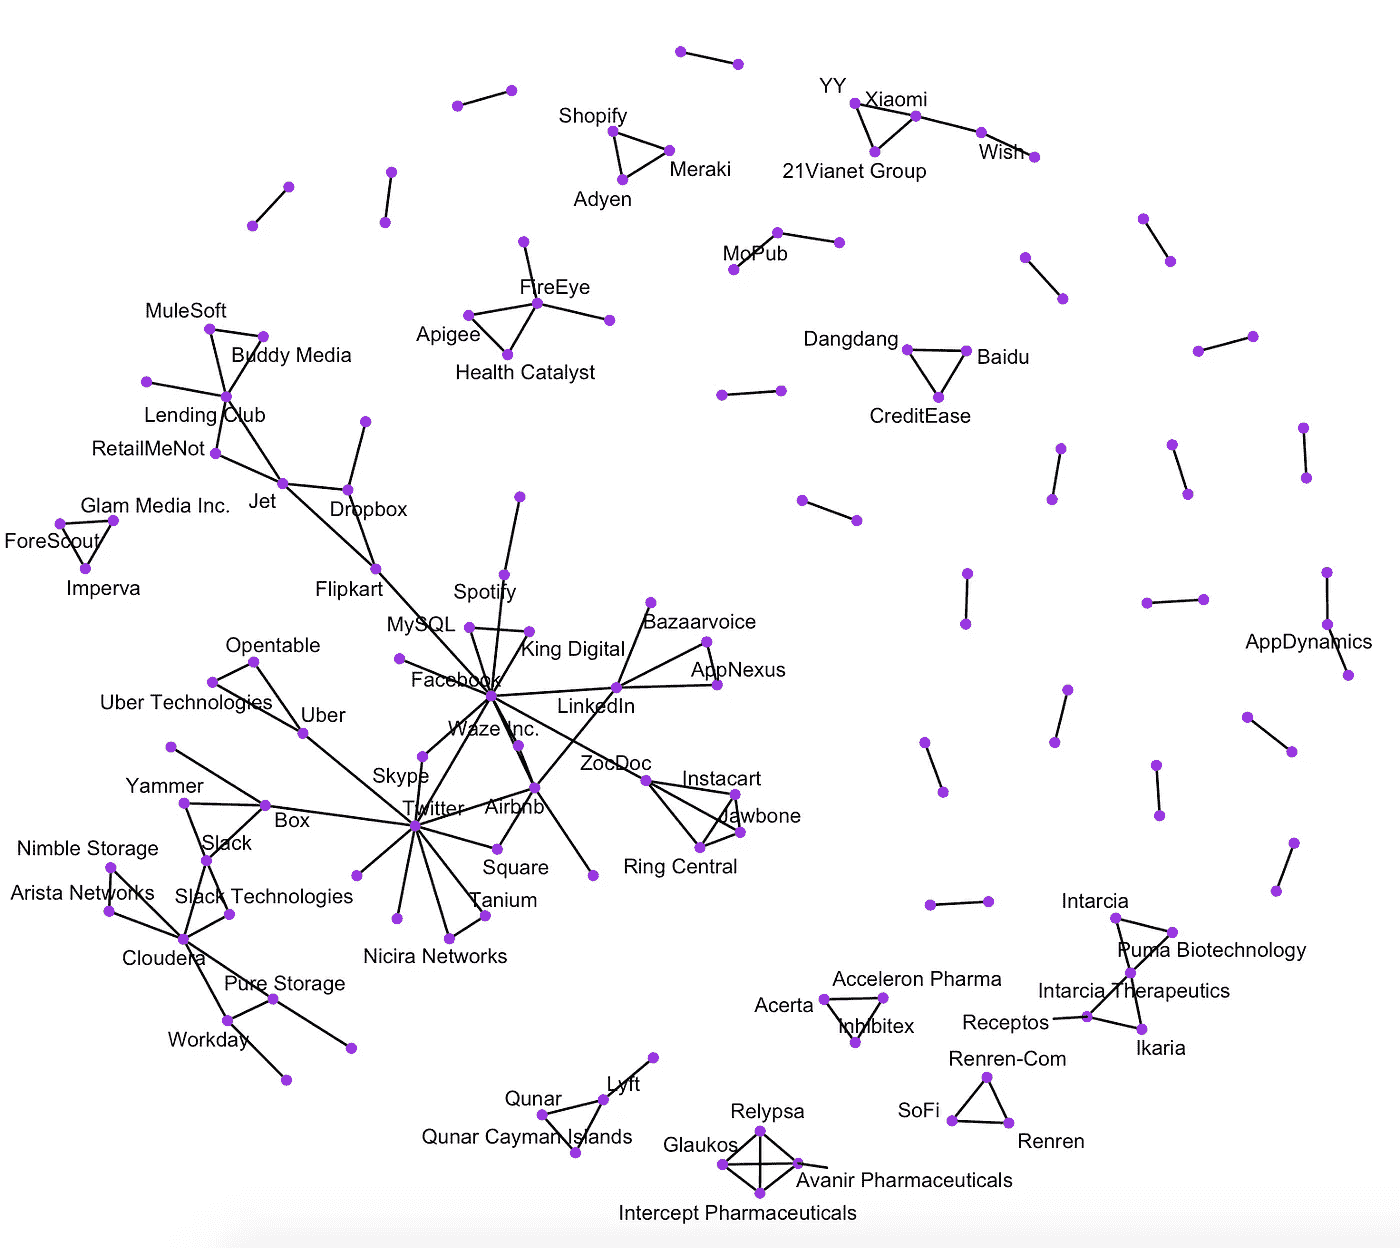 YY
Xiaomi
Shopify
Wish
Meraki
21Vianet Group
Adyen
MoPub
FireEye
MuleSoft
Apigee
Dangdang
Buddy Media
Baidu
Health Catalyst
Lending Club
CreditEase
RetailMeNot
Glam Media Inc.
Jet
Dropbox
ForeScout
Imperva
Flipkart
Spotify
MySQL
Bazaarvoice
AppDynamics
Opentable
King Digital
Facebook
AppNexus
Uber Technologies
LinkedIn
Uber
Waze Inc.
ZocDoc
Skype
Instacart
Yammer
Twitter
Airbnb
Jawbone
Box
Slack
Nimble Storage
Square
Ring Central
Arista Networks
Slack Technologies
Tanium
Intarcia
Cloudera
Nicira Networks
Puma Biotechnology
Pure Storage
Acceleron Pharma
Intarcia Therapeutics
Acerta
Inhibitex
Receptos
Workday
Ikaria
Renren-Com
Lyft
Qunar
Relypsa
SoFi
Qunar Cayman Islands
Glaukos
Renren
Avanir Pharmaceuticals
Intercept Pharmaceuticals